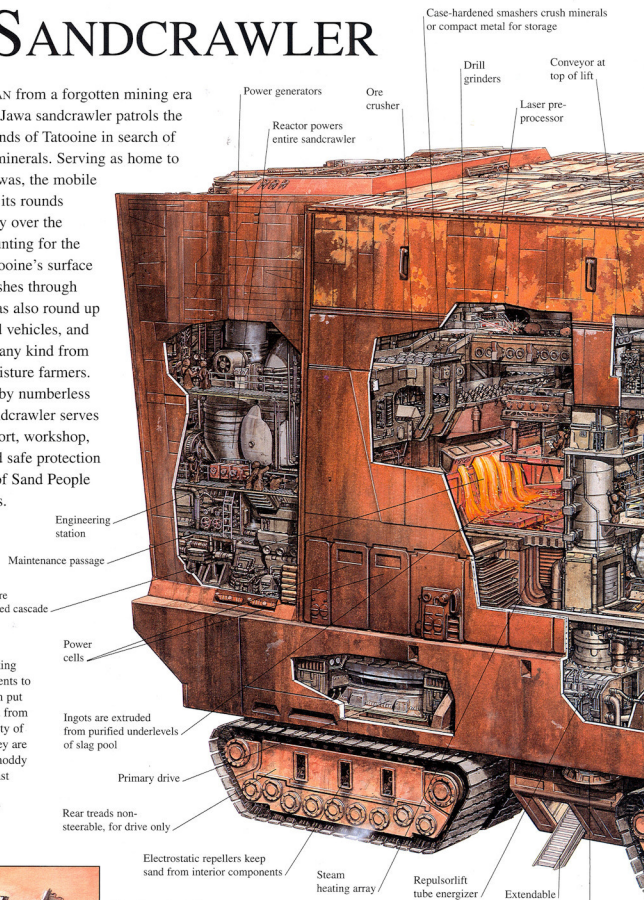 SANDCRAWLER
AN from a forgotten mining era
Jawa sandcrawler patrols the
nds of Tatooine in search of
minerals. Serving as home to
was, the mobile
its rounds
y over the
nting for the
ooine's surface
shes through
as also round up
l vehicles, and
any kind from
isture farmers.
by numberless
ndcrawler serves
ort, workshop,
d safe protection
of Sand People
s.
Case-hardened smashers crush minerals
or compact metal for storage
Drill
grinders
Conveyor at
top of lift
Power generators
Ore
crusher
Laser pre-
processor
Reactor powers
entire sandcrawler
Engineering
station
Maintenance passage
re
ed cascade
Power
cells
ing
ents to
n put
from
ty of
ey are
noddy
st
Ingots are extruded
from purified underlevels
of slag pool
Primary drive
Rear treads non-
steerable, for drive only
Electrostatic repellers keep
sand from interior components
Steam
heating array
Repulsorlift
tube energizer
Extendable